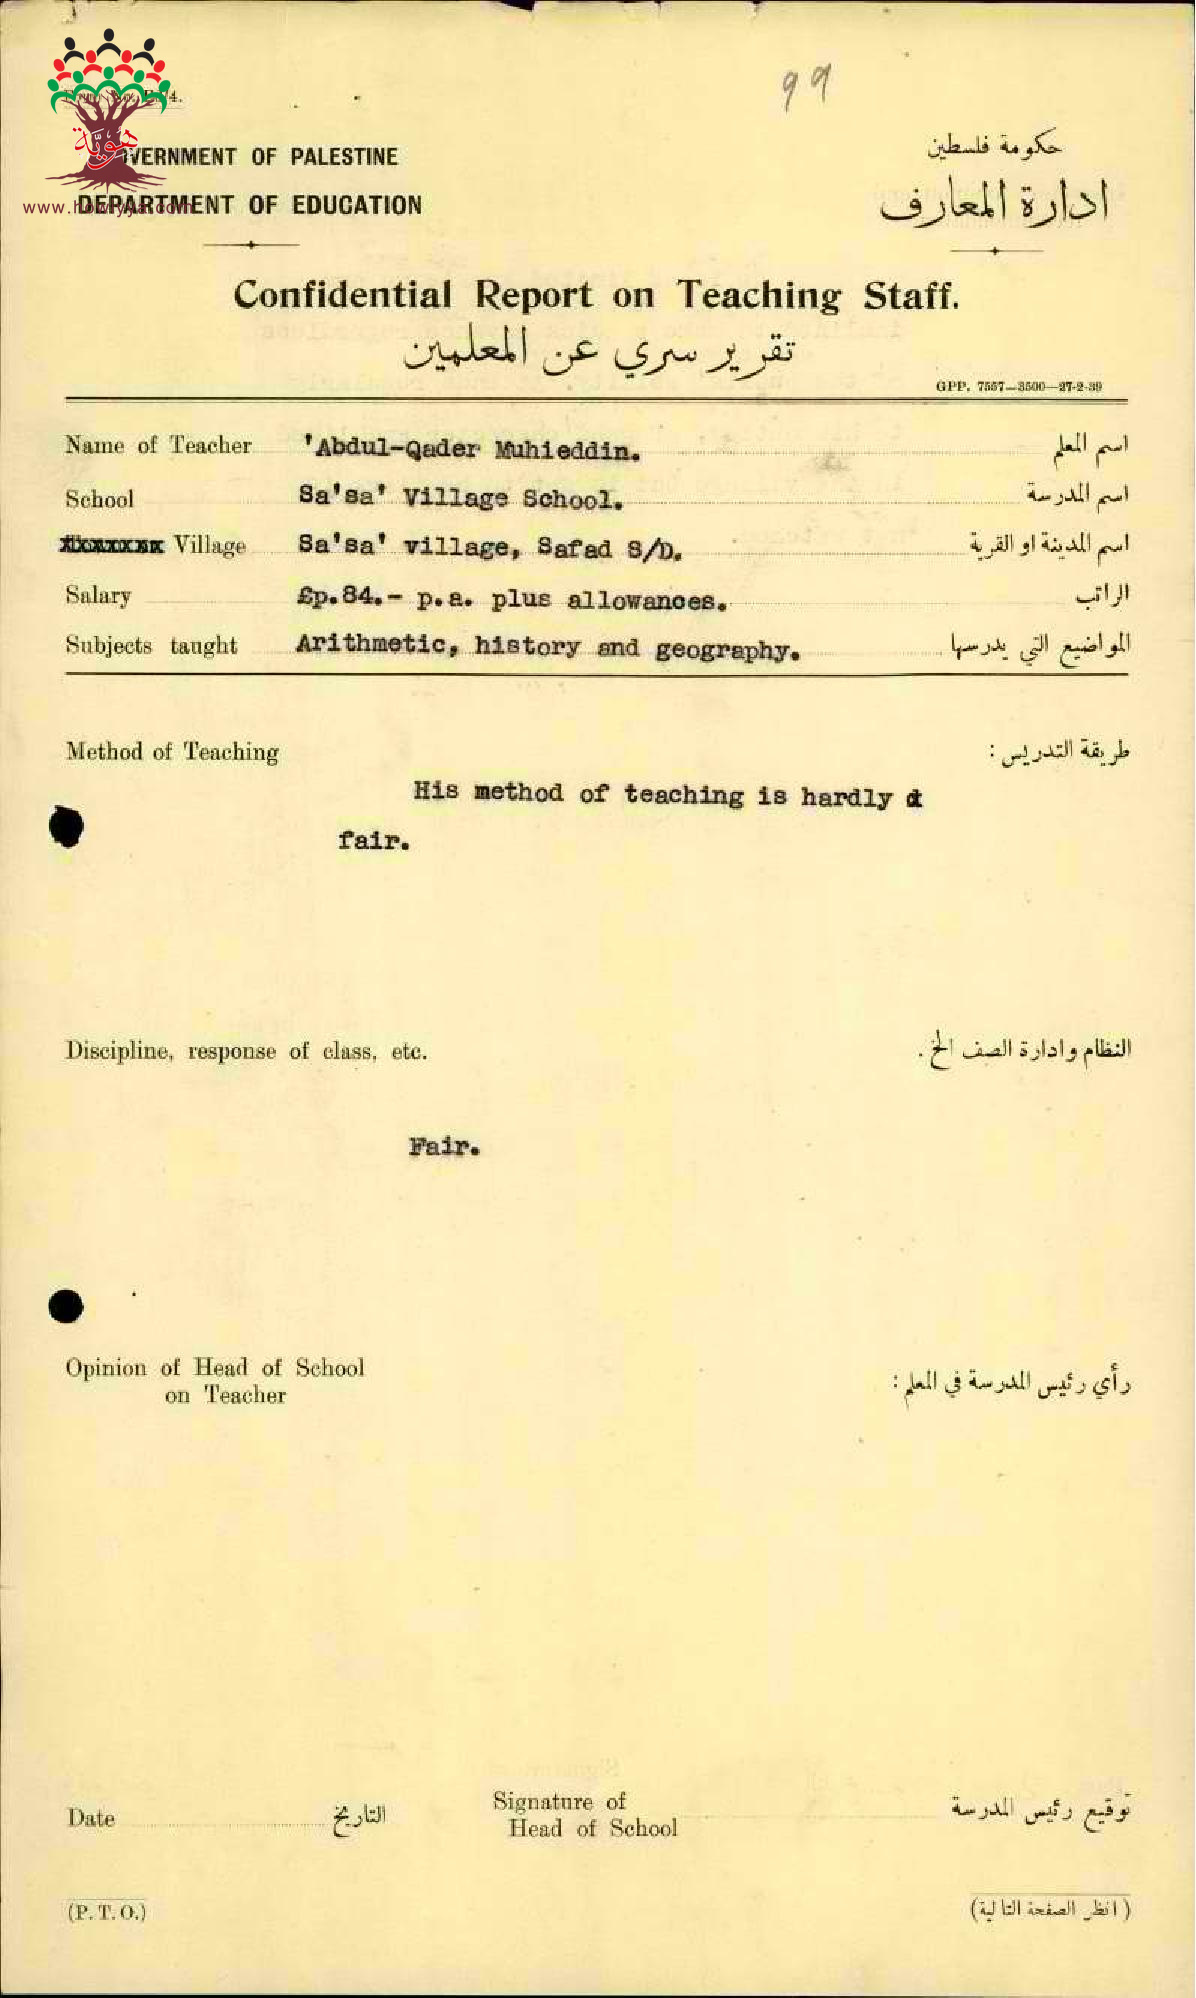 99
هوية
www.howiyya.com
GOVERNMENT OF PALESTINE
حكومة فلسطين
DEPARTMENT OF EDUCATION
ادارة المعارف
Confidential Report on Teaching Staff.
تقرير سري عن المعلمين
GPP. 7557—3500—27-2-39
Name of Teacher 'Abdul-Qader Muhieddin. اسم المعلم
School Sa'sa' Village School. اسم المدرسة
Village Sa'sa' village, Safad S/D. اسم المدينة او القرية
Salary £p.84.- p.a. plus allowances. الراتب
Subjects taught Arithmetic, history and geography. المواضيع التي يدرسها
Method of Teaching طريقة التدريس :
His method of teaching is hardly
fair.
Discipline, response of class, etc. النظام وادارة الصف الخ .
Fair.
Opinion of Head of School
on Teacher
رأي رئيس المدرسة في المعلم :
Date التاريخ
Signature of
Head of School
توقيع رئيس المدرسة
(P. T. O.)
( انظر الصفحة التالية)